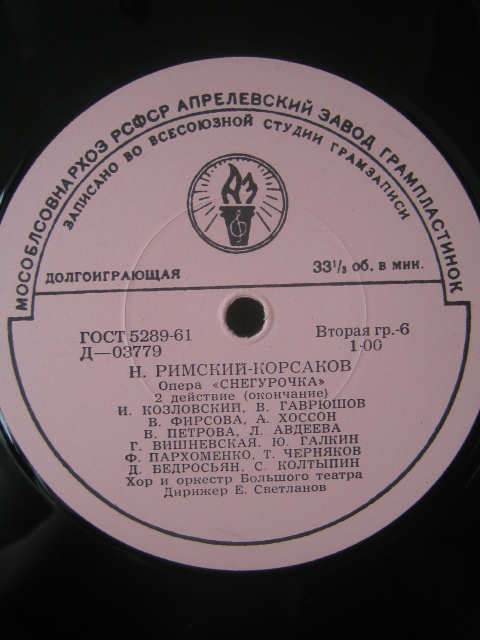 МОСОБЛСОВНАРХОЗ РСФСР АПРЕЛЕВСКИЙ ЗАВОД ГРАМПЛАСТИНОК
ЗАПИСАНО ВО ВСЕСОЮЗНОЙ СТУДИИ ГРАМЗАПИСИ
АЗ
ДОЛГОИГРАЮЩАЯ 33⅓ об. в мин.
ГОСТ 5289-61 Вторая гр.-6
Д—03779 1-00
Н. РИМСКИЙ-КОРСАКОВ
Опера «СНЕГУРОЧКА»
2 действие (окончание)
И. КОЗЛОВСКИЙ, В. ГАВРЮШОВ
В. ФИРСОВА, А. ХОССОН
В. ПЕТРОВА, Л. АВДЕЕВА
Г. ВИШНЕВСКАЯ, Ю. ГАЛКИН
Ф. ПАРХОМЕНКО, Т. ЧЕРНЯКОВ
Д. БЕДРОСЬЯН, С. КОЛТЫПИН
Хор и оркестр Большого театра
Дирижер Е. Светланов